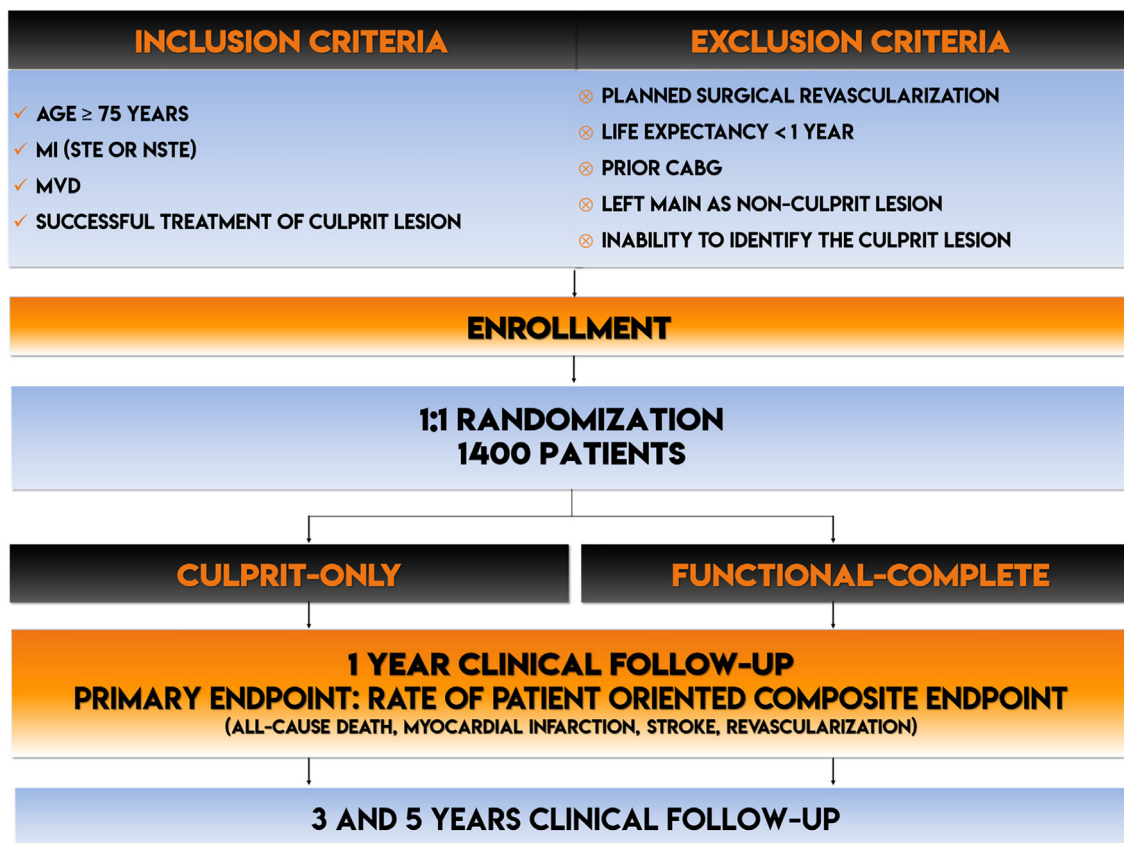 INCLUSION CRITERIA
AGE ≥ 75 YEARS
MI (STE OR NSTE)
MVD
SUCCESSFUL TREATMENT OF CULPRIT LESION
EXCLUSION CRITERIA
PLANNED SURGICAL REVASCULARIZATION
LIFE EXPECTANCY < 1 YEAR
PRIOR CABG
LEFT MAIN AS NON-CULPRIT LESION
INABILITY TO IDENTIFY THE CULPRIT LESION
ENROLLMENT
1:1 RANDOMIZATION
1400 PATIENTS
CULPRIT-ONLY
FUNCTIONAL-COMPLETE
1 YEAR CLINICAL FOLLOW-UP
PRIMARY ENDPOINT: RATE OF PATIENT ORIENTED COMPOSITE ENDPOINT
(ALL-CAUSE DEATH, MYOCARDIAL INFARCTION, STROKE, REVASCULARIZATION)
3 AND 5 YEARS CLINICAL FOLLOW-UP